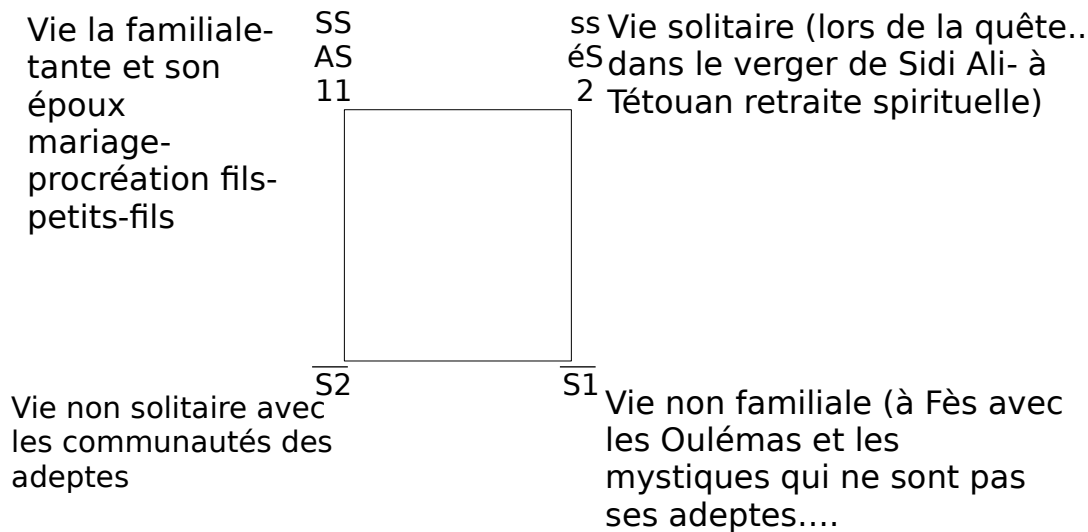 Vie la familiale-
tante et son
époux
mariage-
procréation fils-
petits-fils
SS
AS
11
ss
éS
2
Vie solitaire (lors de la quête..
dans le verger de Sidi Ali- à
Tétouan retraite spirituelle)
S2
S1
Vie non solitaire avec
les communautés des
adeptes
Vie non familiale (à Fès avec
les Oulémas et les
mystiques qui ne sont pas
ses adeptes....